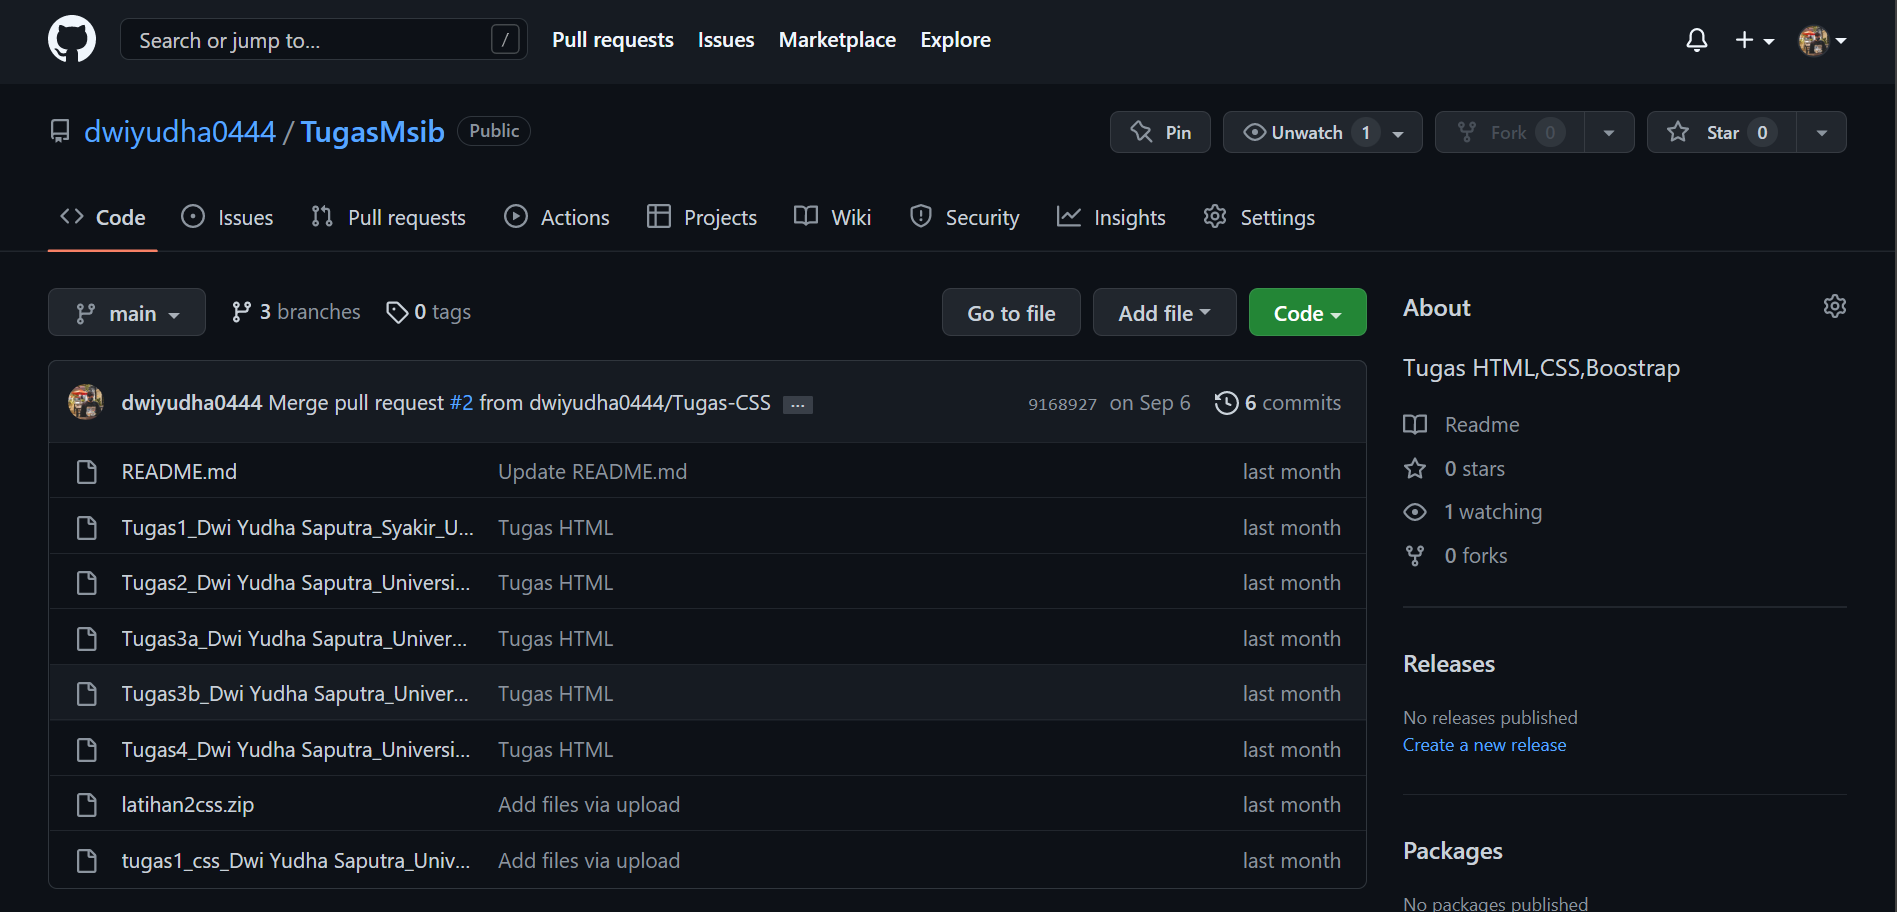 Search or jump to... /
Pull requests Issues Marketplace Explore
dwiyudha0444 / TugasMsib Public
Pin Unwatch 1 Fork 0 Star 0
Code Issues Pull requests Actions Projects Wiki Security Insights Settings
main 3 branches 0 tags Go to file Add file Code
dwiyudha0444 Merge pull request #2 from dwiyudha0444/Tugas-CSS ... 9168927 on Sep 6 6 commits
README.md Update README.md last month
Tugas1_Dwi Yudha Saputra_Syakir_U... Tugas HTML last month
Tugas2_Dwi Yudha Saputra_Universi... Tugas HTML last month
Tugas3a_Dwi Yudha Saputra_Univer... Tugas HTML last month
Tugas3b_Dwi Yudha Saputra_Univer... Tugas HTML last month
Tugas4_Dwi Yudha Saputra_Universi... Tugas HTML last month
latihan2css.zip Add files via upload last month
tugas1_css_Dwi Yudha Saputra_Univ... Add files via upload last month
About
Tugas HTML,CSS,Boostrap
Readme
0 stars
1 watching
0 forks
Releases
No releases published
Create a new release
Packages
No packages published